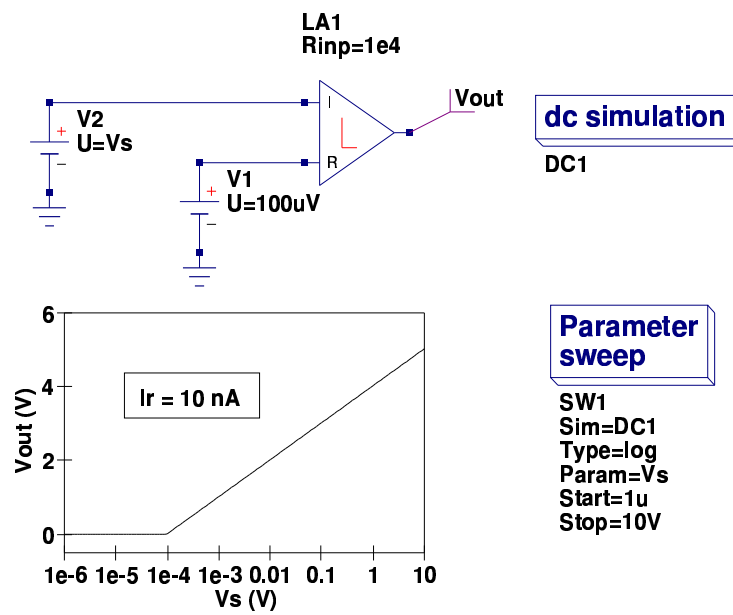 LA1
Rinp=1e4
I
R
Vout
V2
U=Vs
+
−
V1
U=100uV
+
−
dc simulation
DC1
6
4
2
0
Vout (V)
Ir = 10 nA
1e-6 1e-5 1e-4 1e-3 0.01 0.1 1 10
Vs (V)
Parameter
sweep
SW1
Sim=DC1
Type=log
Param=Vs
Start=1u
Stop=10V